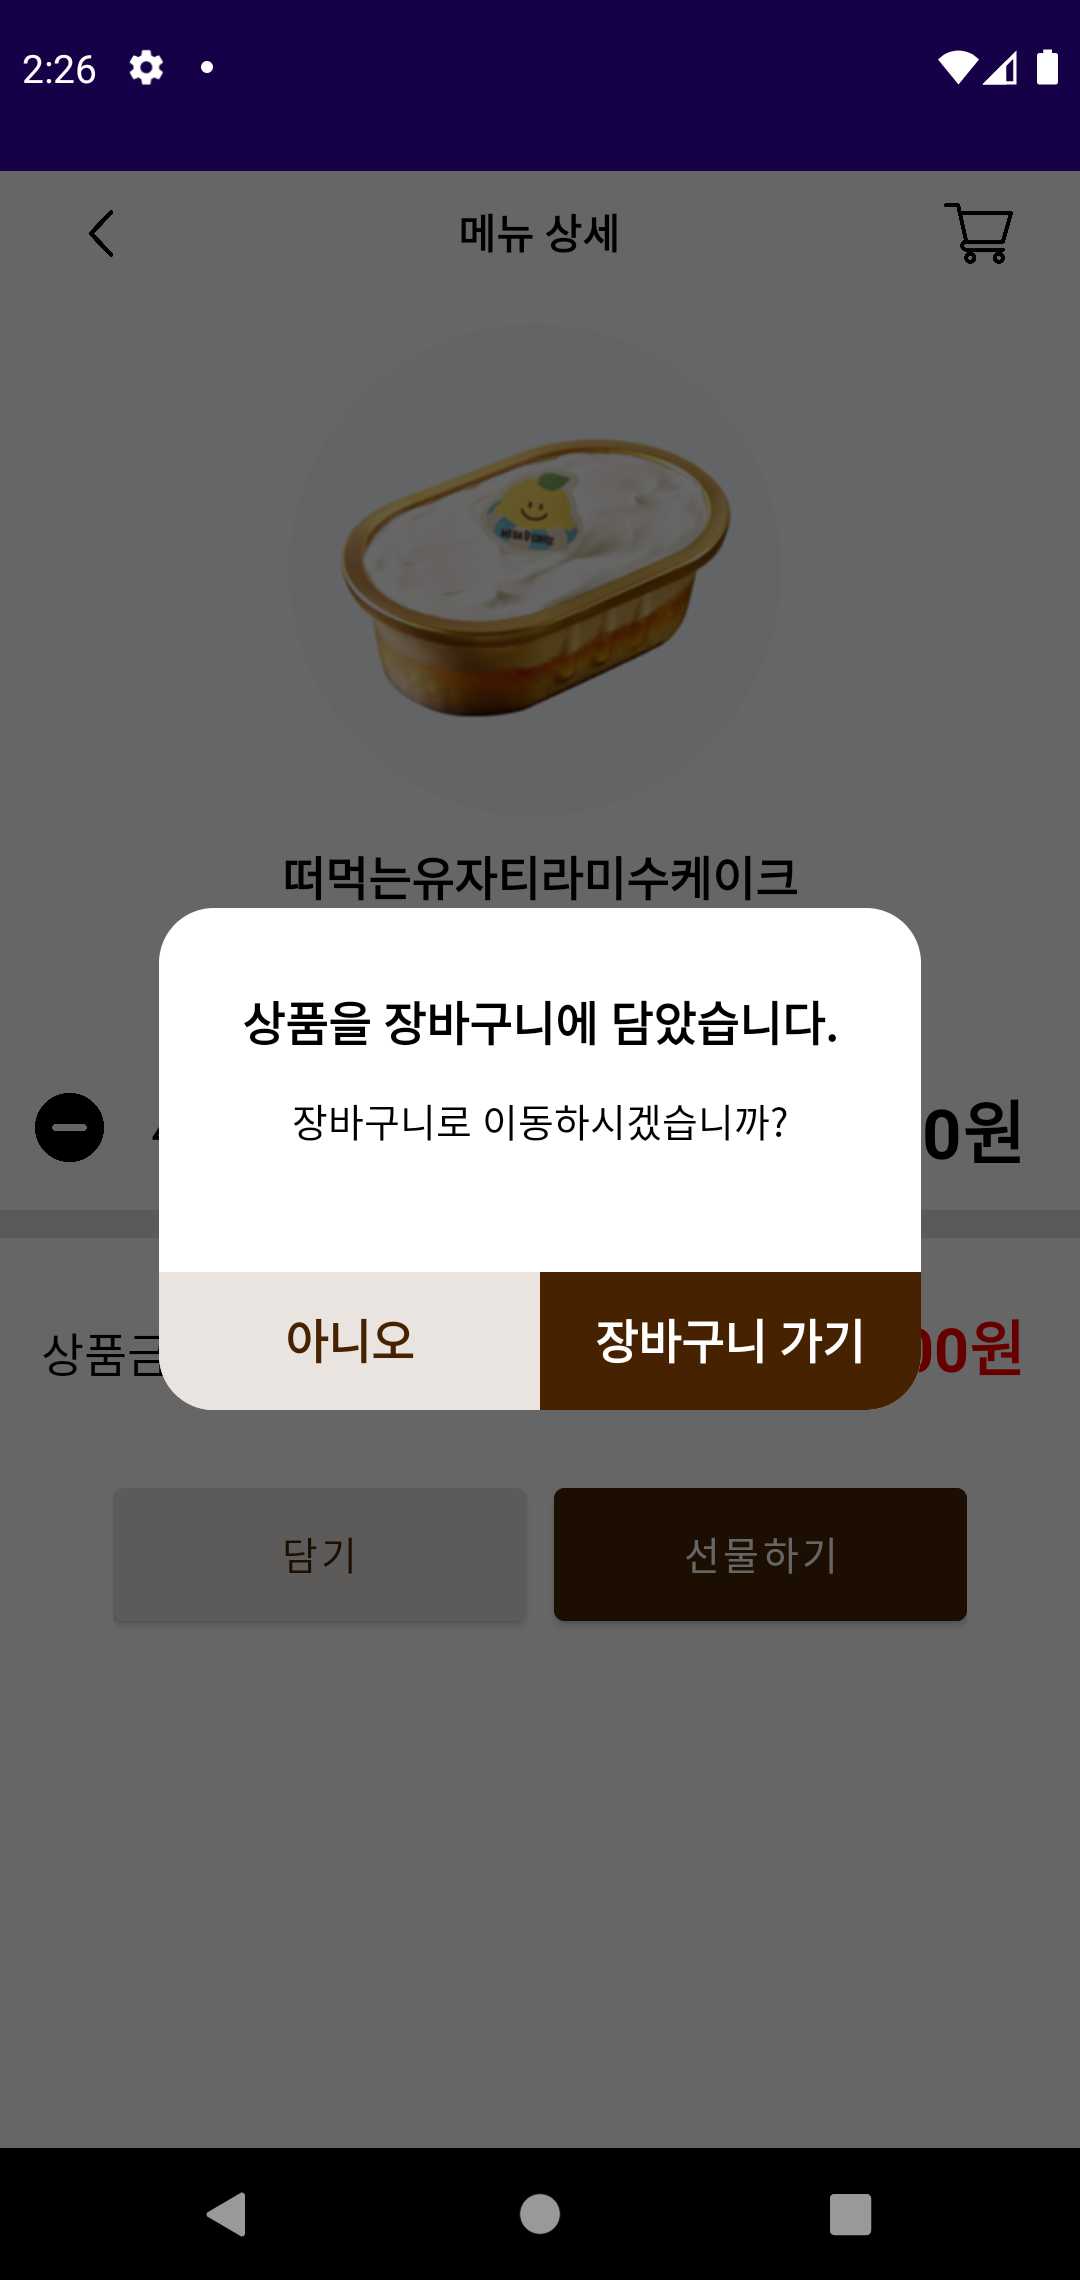 2:26
메뉴 상세
떠먹는유자티라미수케이크
상품을 장바구니에 담았습니다.
장바구니로 이동하시겠습니까?
0원
상품금
00원
아니오
장바구니 가기
담기
선물하기